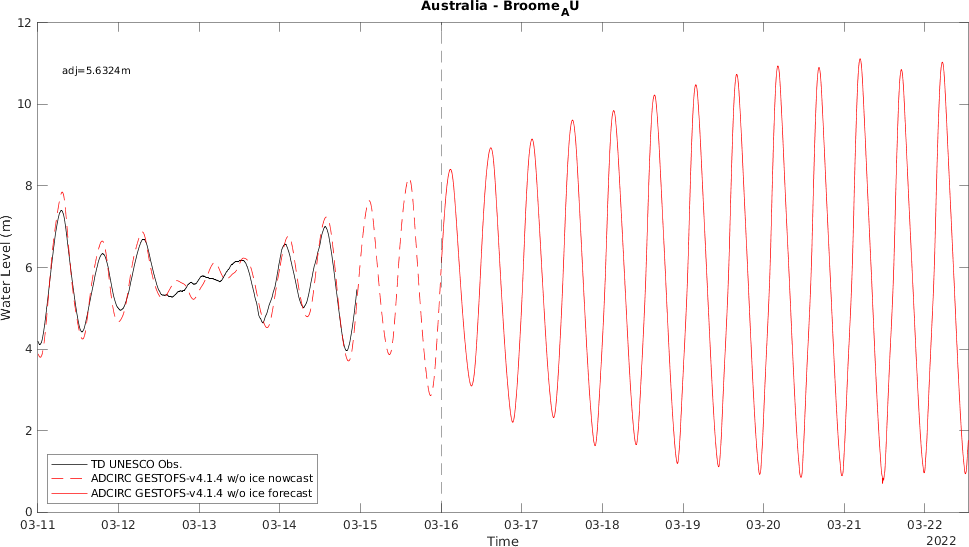 Australia - Broome_AU
12
adj=5.6324m
10
8
6
4
2
0
Water Level (m)
TD UNESCO Obs.
ADCIRC GESTOFS-v4.1.4 w/o ice nowcast
ADCIRC GESTOFS-v4.1.4 w/o ice forecast
03-11 03-12 03-13 03-14 03-15 03-16 03-17 03-18 03-19 03-20 03-21 03-22
Time
2022